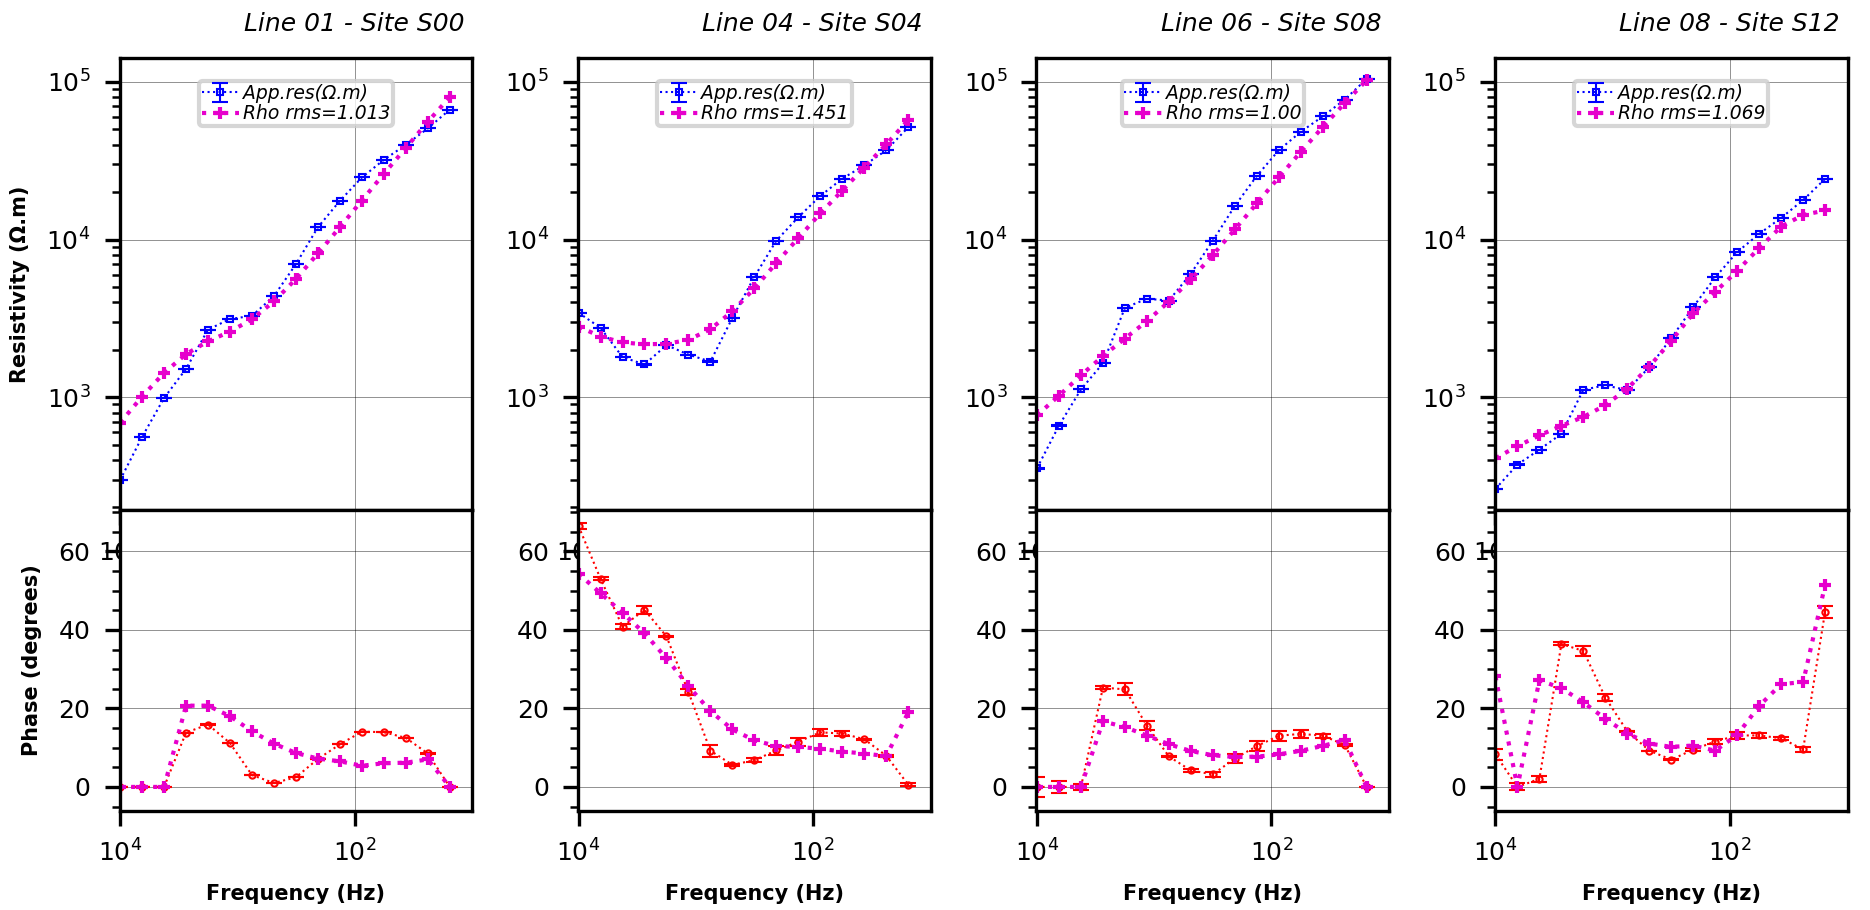 Line 01 - Site S00
Line 04 - Site S04
Line 06 - Site S08
Line 08 - Site S12
Resistivity (Ω.m)
10⁵
10⁴
10³
App.res(Ω.m)
Rho rms=1.013
10⁵
10⁴
10³
App.res(Ω.m)
Rho rms=1.451
10⁵
10⁴
10³
App.res(Ω.m)
Rho rms=1.00
10⁵
10⁴
10³
App.res(Ω.m)
Rho rms=1.069
Phase (degrees)
60
40
20
0
60
40
20
0
60
40
20
0
60
40
20
0
10⁴
10²
10⁴
10²
10⁴
10²
10⁴
10²
Frequency (Hz)
Frequency (Hz)
Frequency (Hz)
Frequency (Hz)